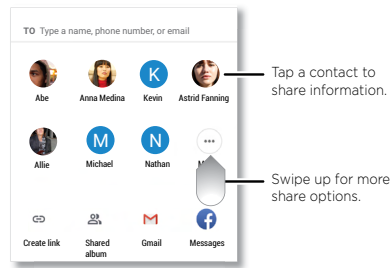 TO Type a name, phone number, or email
K
Abe Anna Medina Kevin Astrid Fanning
Tap a contact to
share information.
M N
Allie Michael Nathan
Swipe up for more
share options.
Create link Shared album Gmail Messages